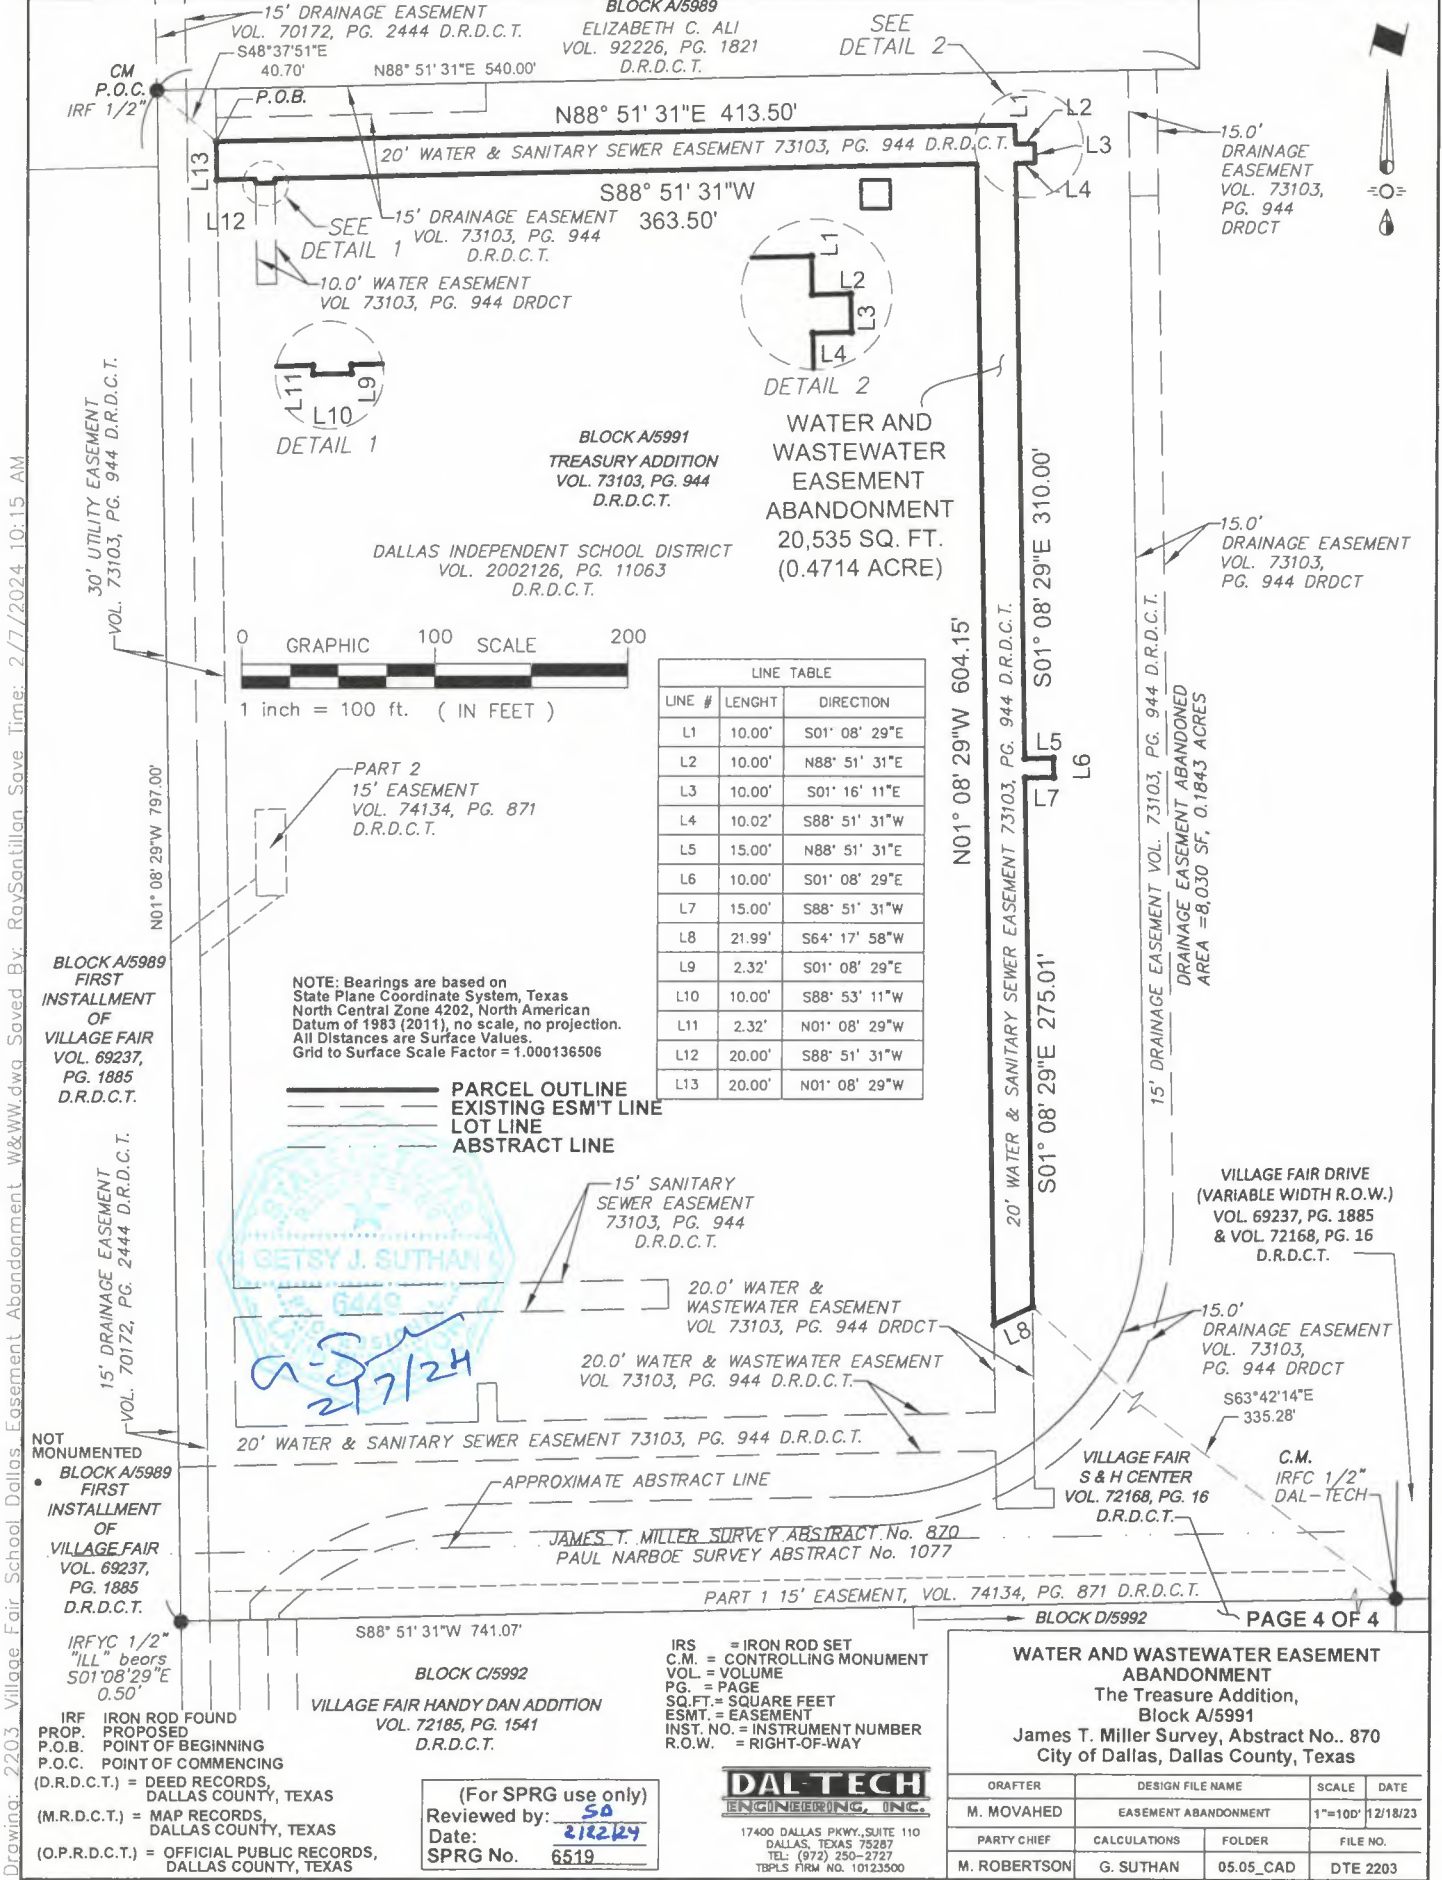 15' DRAINAGE EASEMENT
VOL. 70172, PG. 2444 D.R.D.C.T.
S48°37'51"E
40.70'
N88° 51' 31"E 540.00'
BLOCK A/5989
ELIZABETH C. ALI
VOL. 92226, PG. 1821
D.R.D.C.T.
SEE
DETAIL 2
CM
P.O.C.
IRF 1/2"
P.O.B.
N88° 51' 31"E 413.50'
L1
L2
L3
L4
20' WATER & SANITARY SEWER EASEMENT 73103, PG. 944 D.R.D.C.T.
15.0'
DRAINAGE
EASEMENT
VOL. 73103,
PG. 944
DRDCT
L13
L12
S88° 51' 31"W
363.50'
SEE
DETAIL 1
15' DRAINAGE EASEMENT
VOL. 73103, PG. 944
D.R.D.C.T.
10.0' WATER EASEMENT
VOL 73103, PG. 944 DRDCT
L11
L10
L9
DETAIL 1
L1
L2
L3
L4
DETAIL 2
30' UTILITY EASEMENT
VOL. 73103, PG. 944 D.R.D.C.T.
BLOCK A/5991
TREASURY ADDITION
VOL. 73103, PG. 944
D.R.D.C.T.
WATER AND
WASTEWATER
EASEMENT
ABANDONMENT
20,535 SQ. FT.
(0.4714 ACRE)
DALLAS INDEPENDENT SCHOOL DISTRICT
VOL. 2002126, PG. 11063
D.R.D.C.T.
S01° 08' 29"E 310.00'
15.0'
DRAINAGE EASEMENT
VOL. 73103,
PG. 944 DRDCT
0 GRAPHIC 100 SCALE 200
1 inch = 100 ft. ( IN FEET )
LINE TABLE
LINE # LENGHT DIRECTION
L1 10.00' S01° 08' 29"E
L2 10.00' N88° 51' 31"E
L3 10.00' S01° 16' 11"E
L4 10.02' S88° 51' 31"W
L5 15.00' N88° 51' 31"E
L6 10.00' S01° 08' 29"E
L7 15.00' S88° 51' 31"W
L8 21.99' S64° 17' 58"W
L9 2.32' S01° 08' 29"E
L10 10.00' S88° 53' 11"W
L11 2.32' N01° 08' 29"W
L12 20.00' S88° 51' 31"W
L13 20.00' N01° 08' 29"W
N01° 08' 29"W 604.15'
20' WATER & SANITARY SEWER EASEMENT 73103, PG. 944 D.R.D.C.T.
L5
L6
L7
S01° 08' 29"E 275.01'
15' DRAINAGE EASEMENT VOL. 73103, PG. 944 D.R.D.C.T.
DRAINAGE EASEMENT ABANDONED
AREA =8,030 SF, 0.1843 ACRES
N01° 08' 29"W 797.00'
PART 2
15' EASEMENT
VOL. 74134, PG. 871
D.R.D.C.T.
BLOCK A/5989
FIRST
INSTALLMENT
OF
VILLAGE FAIR
VOL. 69237,
PG. 1885
D.R.D.C.T.
NOTE: Bearings are based on
State Plane Coordinate System, Texas
North Central Zone 4202, North American
Datum of 1983 (2011), no scale, no projection.
All Distances are Surface Values.
Grid to Surface Scale Factor = 1.000136506
PARCEL OUTLINE
EXISTING ESM'T LINE
LOT LINE
ABSTRACT LINE
15' DRAINAGE EASEMENT
VOL. 70172, PG. 2444 D.R.D.C.T.
GETSY J. SUTHAN
6449
2/7/24
15' SANITARY
SEWER EASEMENT
73103, PG. 944
D.R.D.C.T.
20.0' WATER &
WASTEWATER EASEMENT
VOL 73103, PG. 944 DRDCT
L8
20.0' WATER & WASTEWATER EASEMENT
VOL 73103, PG. 944 D.R.D.C.T.
VILLAGE FAIR DRIVE
(VARIABLE WIDTH R.O.W.)
VOL. 69237, PG. 1885
& VOL. 72168, PG. 16
D.R.D.C.T.
15.0'
DRAINAGE EASEMENT
VOL. 73103,
PG. 944 DRDCT
S63°42'14"E
335.28'
20' WATER & SANITARY SEWER EASEMENT 73103, PG. 944 D.R.D.C.T.
NOT
MONUMENTED
BLOCK A/5989
FIRST
INSTALLMENT
OF
VILLAGE FAIR
VOL. 69237,
PG. 1885
D.R.D.C.T.
APPROXIMATE ABSTRACT LINE
VILLAGE FAIR
S & H CENTER
VOL. 72168, PG. 16
D.R.D.C.T.
C.M.
IRFC 1/2"
DAL-TECH
JAMES T. MILLER SURVEY ABSTRACT No. 870
PAUL NARBOE SURVEY ABSTRACT No. 1077
PART 1 15' EASEMENT, VOL. 74134, PG. 871 D.R.D.C.T.
BLOCK D/5992
PAGE 4 OF 4
IRFYC 1/2"
"ILL" bears
S01°08'29"E
0.50'
S88° 51' 31"W 741.07'
BLOCK C/5992
VILLAGE FAIR HANDY DAN ADDITION
VOL. 72185, PG. 1541
D.R.D.C.T.
IRF IRON ROD FOUND
PROP. PROPOSED
P.O.B. POINT OF BEGINNING
P.O.C. POINT OF COMMENCING
(D.R.D.C.T.) = DEED RECORDS,
DALLAS COUNTY, TEXAS
(M.R.D.C.T.) = MAP RECORDS,
DALLAS COUNTY, TEXAS
(O.P.R.D.C.T.) = OFFICIAL PUBLIC RECORDS,
DALLAS COUNTY, TEXAS
IRS = IRON ROD SET
C.M. = CONTROLLING MONUMENT
VOL. = VOLUME
PG. = PAGE
SQ.FT.= SQUARE FEET
ESMT. = EASEMENT
INST. NO. = INSTRUMENT NUMBER
R.O.W. = RIGHT-OF-WAY
(For SPRG use only)
Reviewed by: SD
Date: 2/22/24
SPRG No. 6519
DAL-TECH
ENGINEERING, INC.
17400 DALLAS PKWY.,SUITE 110
DALLAS, TEXAS 75287
TEL: (972) 250-2727
TBPLS FIRM NO. 10123500
WATER AND WASTEWATER EASEMENT
ABANDONMENT
The Treasure Addition,
Block A/5991
James T. Miller Survey, Abstract No.. 870
City of Dallas, Dallas County, Texas
DRAFTER DESIGN FILE NAME SCALE DATE
M. MOVAHED EASEMENT ABANDONMENT 1"=100' 12/18/23
PARTY CHIEF CALCULATIONS FOLDER FILE NO.
M. ROBERTSON G. SUTHAN 05.05_CAD DTE 2203
Drawing: 2203 Village Fair School Dallas, Easement Abandonment_W&WW.dwg Saved By: RaySantillan Save Time: 2/7/2024 10:15 AM